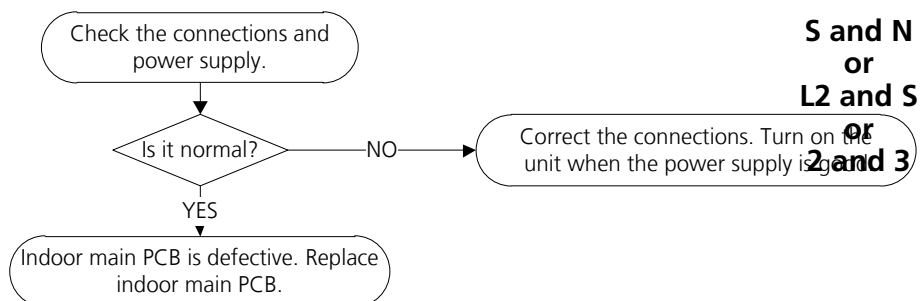 Check the connections and
power supply.
Is it normal?
NO
Correct the connections. Turn on the
unit when the power supply is good.
YES
Indoor main PCB is defective. Replace
indoor main PCB.
S and N
or
L2 and S
or
2 and 3